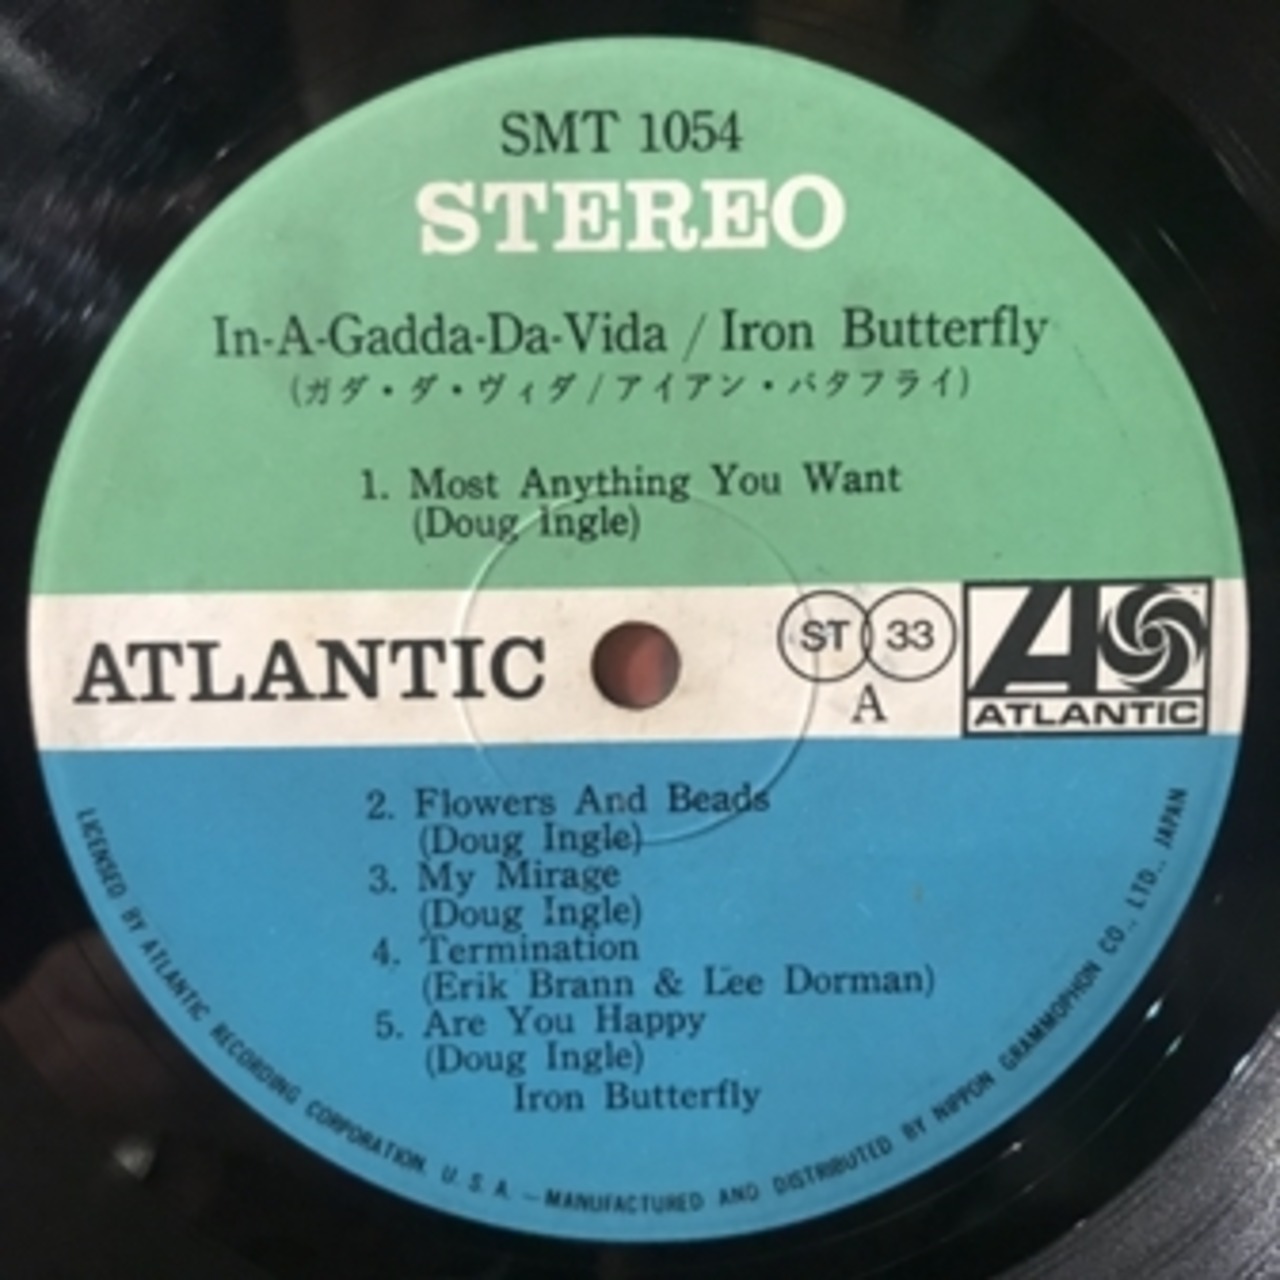 SMT 1054
STEREO
In-A-Gadda-Da-Vida / Iron Butterfly
(ガダ・ダ・ヴィダ/アイアン・バタフライ)
1. Most Anything You Want
(Doug Ingle)
ATLANTIC
ST 33
A
ATLANTIC
2. Flowers And Beads
(Doug Ingle)
3. My Mirage
(Doug Ingle)
4. Termination
(Erik Brann & Lee Dorman)
5. Are You Happy
(Doug Ingle)
Iron Butterfly
LICENSED BY ATLANTIC RECORDING CORPORATION. U. S. A. — MANUFACTURED AND DISTRIBUTED BY NIPPON GRAMMOPHON CO., LTD., JAPAN